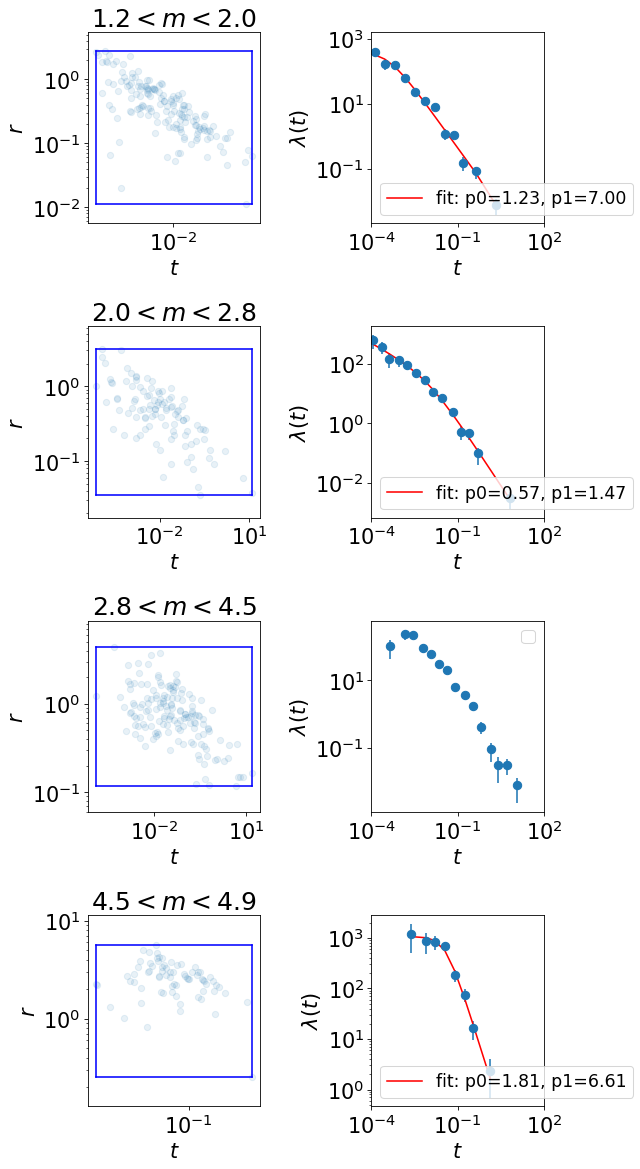 1.2 < m < 2.0
10⁰
10⁻¹
10⁻²
r
10⁻²
t
10³
10¹
10⁻¹
λ(t)
fit: p0=1.23, p1=7.00
10⁻⁴ 10⁻¹ 10²
t
2.0 < m < 2.8
10⁰
10⁻¹
r
10⁻² 10¹
t
10²
10⁰
10⁻²
λ(t)
fit: p0=0.57, p1=1.47
10⁻⁴ 10⁻¹ 10²
t
2.8 < m < 4.5
10⁰
10⁻¹
r
10⁻² 10¹
t
10¹
10⁻¹
λ(t)
10⁻⁴ 10⁻¹ 10²
t
4.5 < m < 4.9
10¹
10⁰
r
10⁻¹
t
10³
10²
10¹
10⁰
λ(t)
fit: p0=1.81, p1=6.61
10⁻⁴ 10⁻¹ 10²
t